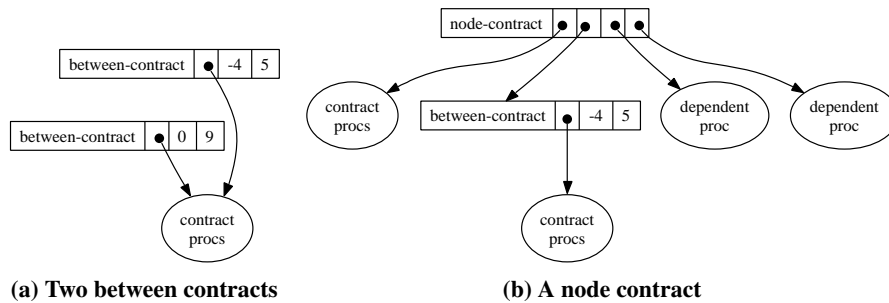 node-contract
between-contract -4 5
contract procs
between-contract -4 5
dependent proc
dependent proc
between-contract 0 9
contract procs
contract procs
(a) Two between contracts
(b) A node contract